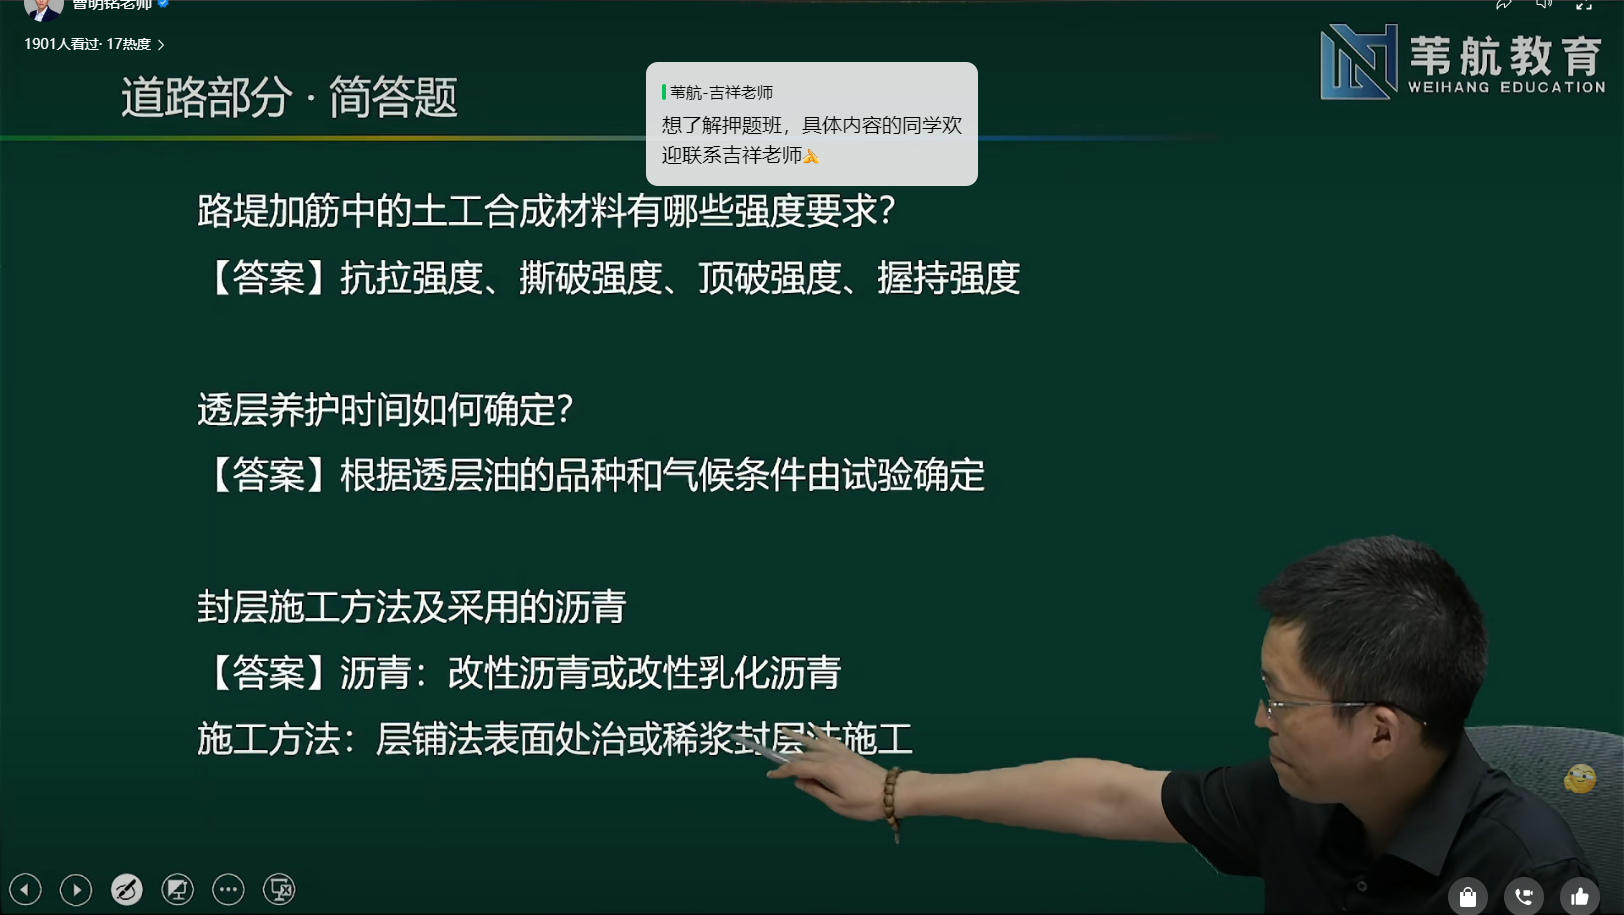 曹明铭老师
1901人看过·17热度
道路部分·简答题
苇航-吉祥老师
想了解押题班，具体内容的同学欢
迎联系吉祥老师
苇航教育
WEIHANG EDUCATION
路堤加筋中的土工合成材料有哪些强度要求？
【答案】抗拉强度、撕破强度、顶破强度、握持强度
透层养护时间如何确定？
【答案】根据透层油的品种和气候条件由试验确定
封层施工方法及采用的沥青
【答案】沥青：改性沥青或改性乳化沥青
施工方法：层铺法表面处治或稀浆封层法施工